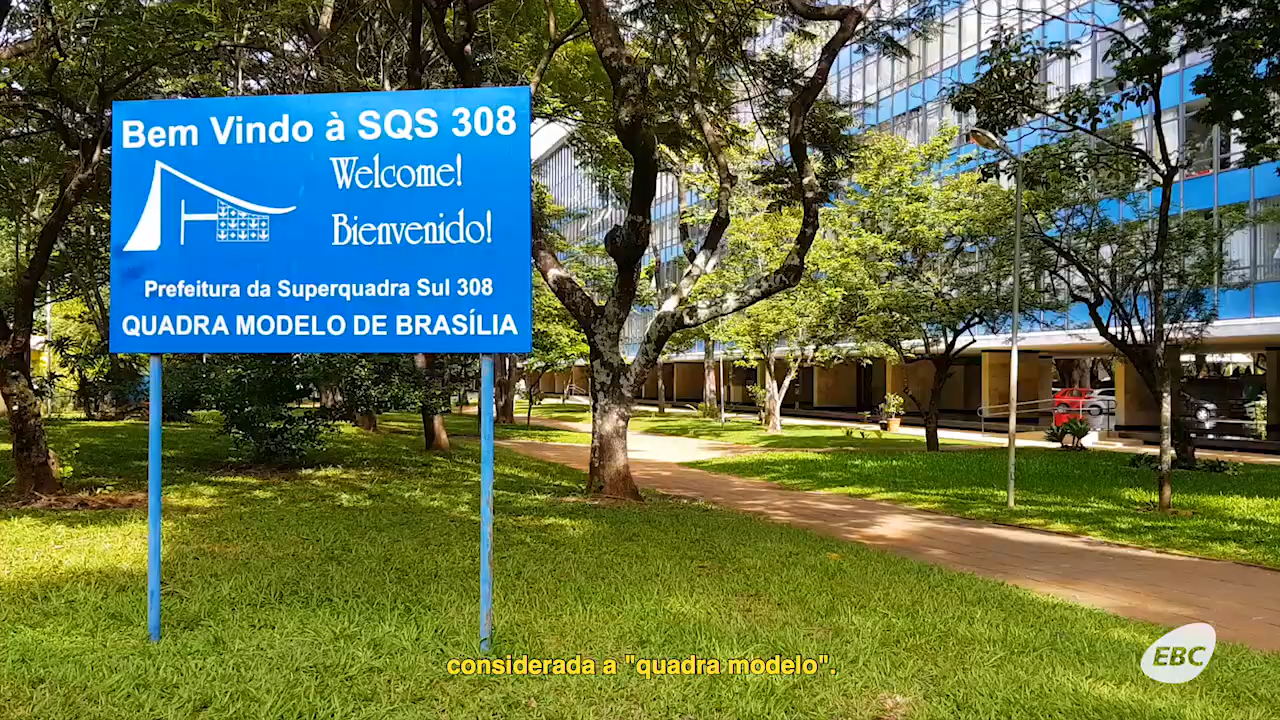 Bem Vindo à SQS 308
Welcome!
Bienvenido!
Prefeitura da Superquadra Sul 308
QUADRA MODELO DE BRASÍLIA
considerada a "quadra modelo".
EBC